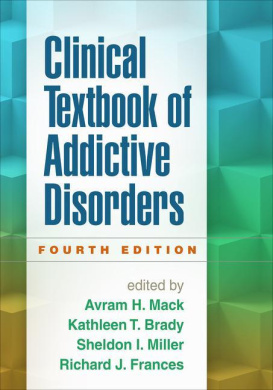 Clinical
Textbook of
Addictive
Disorders
FOURTH EDITION
edited by
Avram H. Mack
Kathleen T. Brady
Sheldon I. Miller
Richard J. Frances